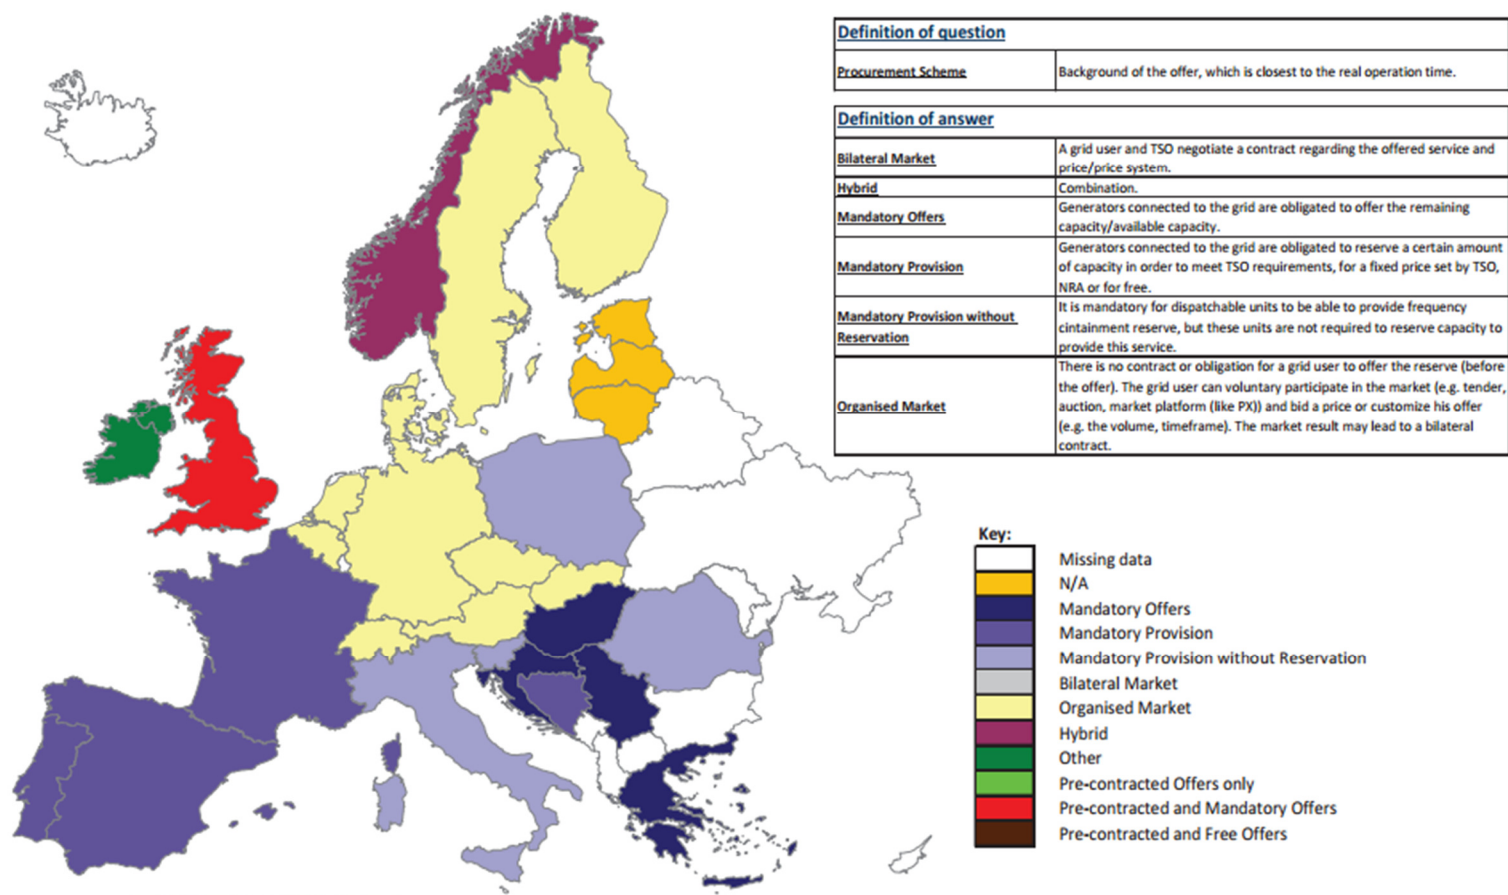 Definition of question
Procurement Scheme
Background of the offer, which is closest to the real operation time.
Definition of answer
Bilateral Market
A grid user and TSO negotiate a contract regarding the offered service and
price/price system.
Hybrid
Combination.
Mandatory Offers
Generators connected to the grid are obligated to offer the remaining
capacity/available capacity.
Mandatory Provision
Generators connected to the grid are obligated to reserve a certain amount
of capacity in order to meet TSO requirements, for a fixed price set by TSO,
NRA or for free.
Mandatory Provision without
Reservation
It is mandatory for dispatchable units to be able to provide frequency
cintainment reserve, but these units are not required to reserve capacity to
provide this service.
Organised Market
There is no contract or obligation for a grid user to offer the reserve (before
the offer). The grid user can voluntary participate in the market (e.g. tender,
auction, market platform (like PX)) and bid a price or customize his offer
(e.g. the volume, timeframe). The market result may lead to a bilateral
contract.
Key:
Missing data
N/A
Mandatory Offers
Mandatory Provision
Mandatory Provision without Reservation
Bilateral Market
Organised Market
Hybrid
Other
Pre-contracted Offers only
Pre-contracted and Mandatory Offers
Pre-contracted and Free Offers